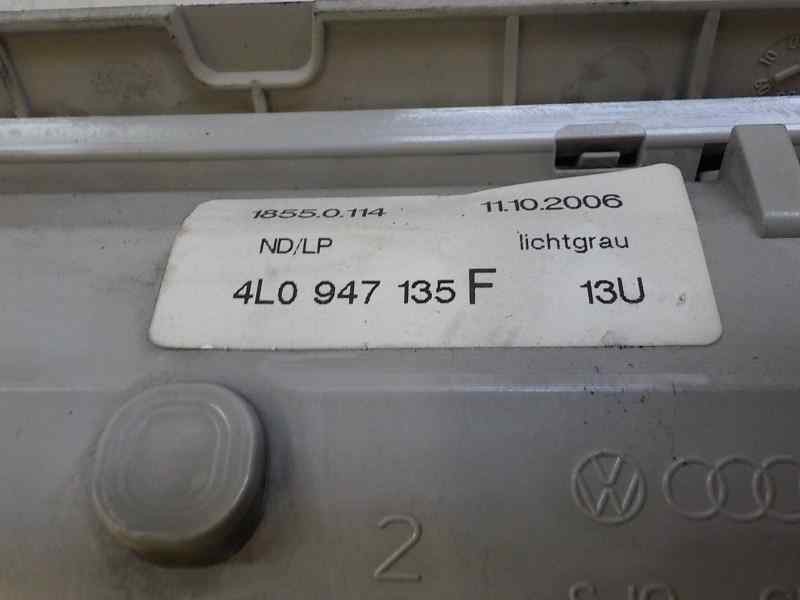 1855.0.114 11.10.2006
ND/LP lichtgrau
4L0 947 135 F 13U
2